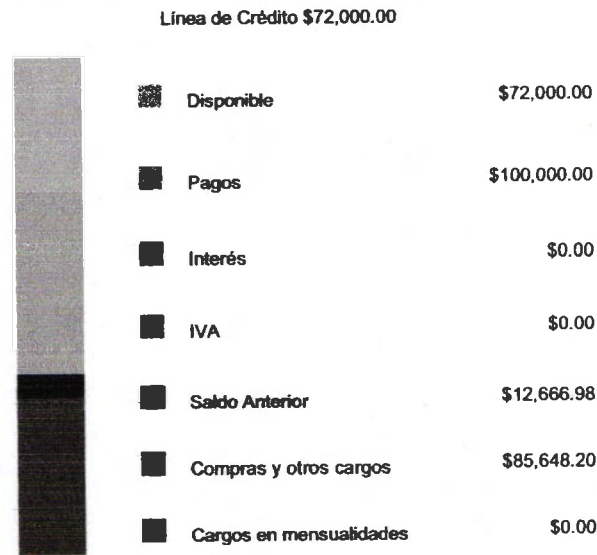 Línea de Crédito $72,000.00
Disponible $72,000.00
Pagos $100,000.00
Interés $0.00
IVA $0.00
Saldo Anterior $12,666.98
Compras y otros cargos $85,648.20
Cargos en mensualidades $0.00